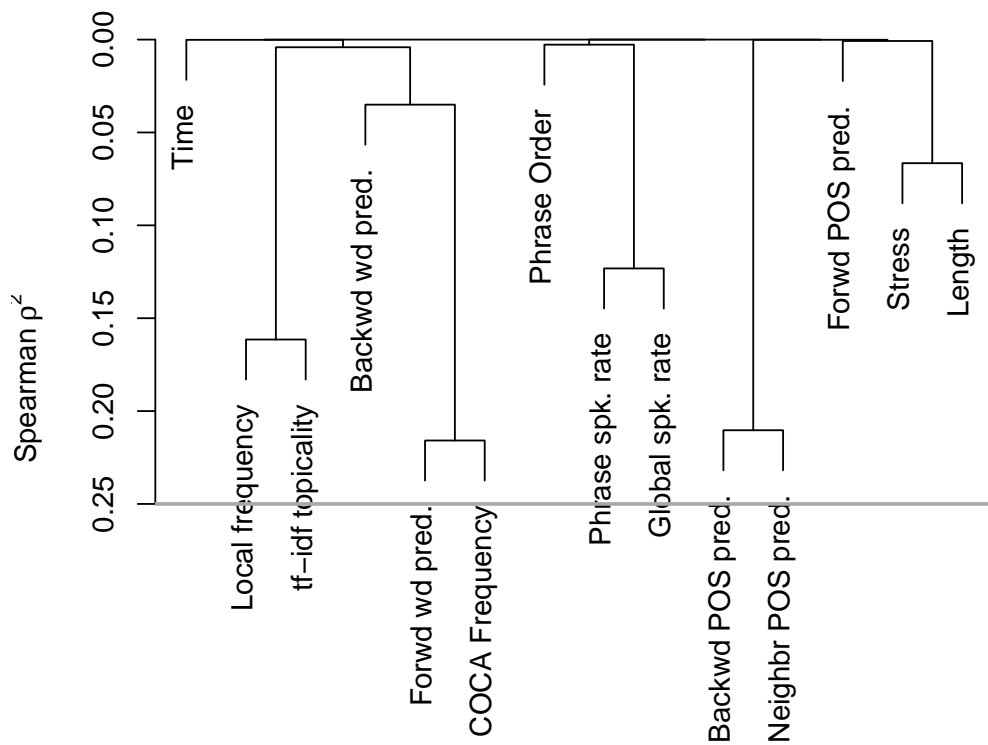 Spearman ρ²
0.00
0.05
0.10
0.15
0.20
0.25
Time
Local frequency
tf−idf topicality
Backwd wd pred.
Forwd wd pred.
COCA Frequency
Phrase Order
Phrase spk. rate
Global spk. rate
Backwd POS pred.
Neighbr POS pred.
Forwd POS pred.
Stress
Length